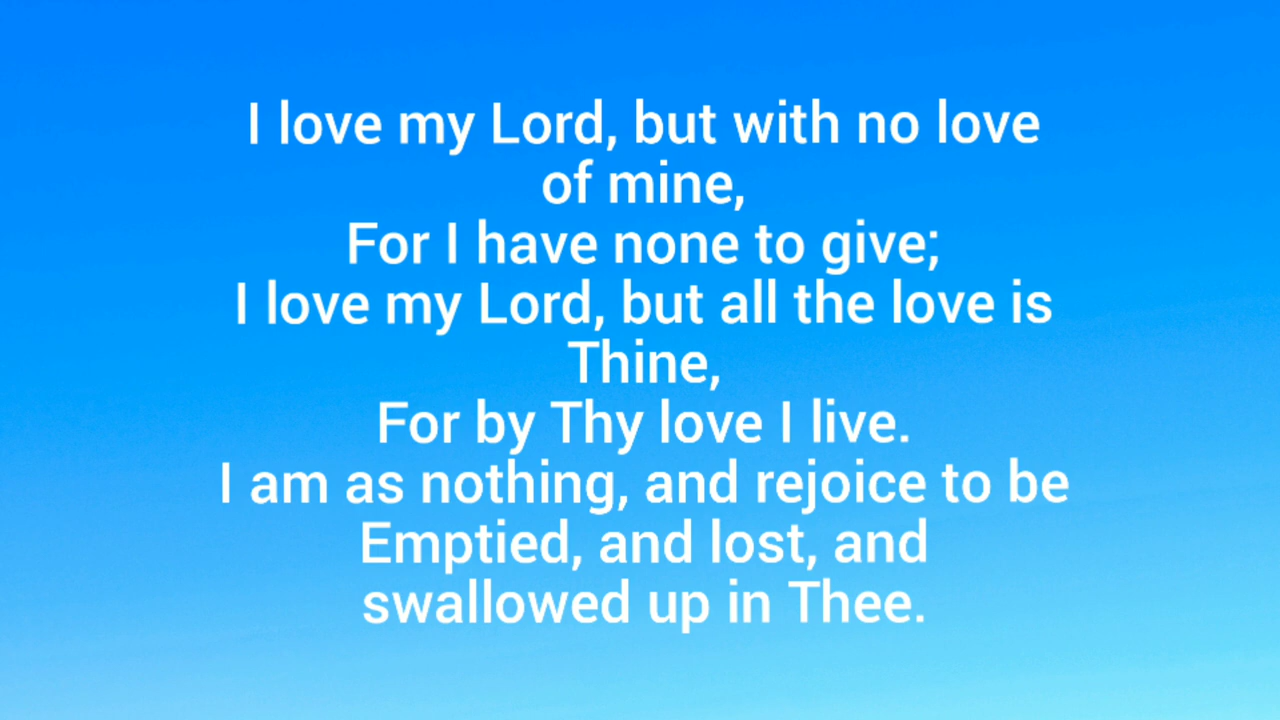 I love my Lord, but with no love
of mine,
For I have none to give;
I love my Lord, but all the love is
Thine,
For by Thy love I live.
I am as nothing, and rejoice to be
Emptied, and lost, and
swallowed up in Thee.